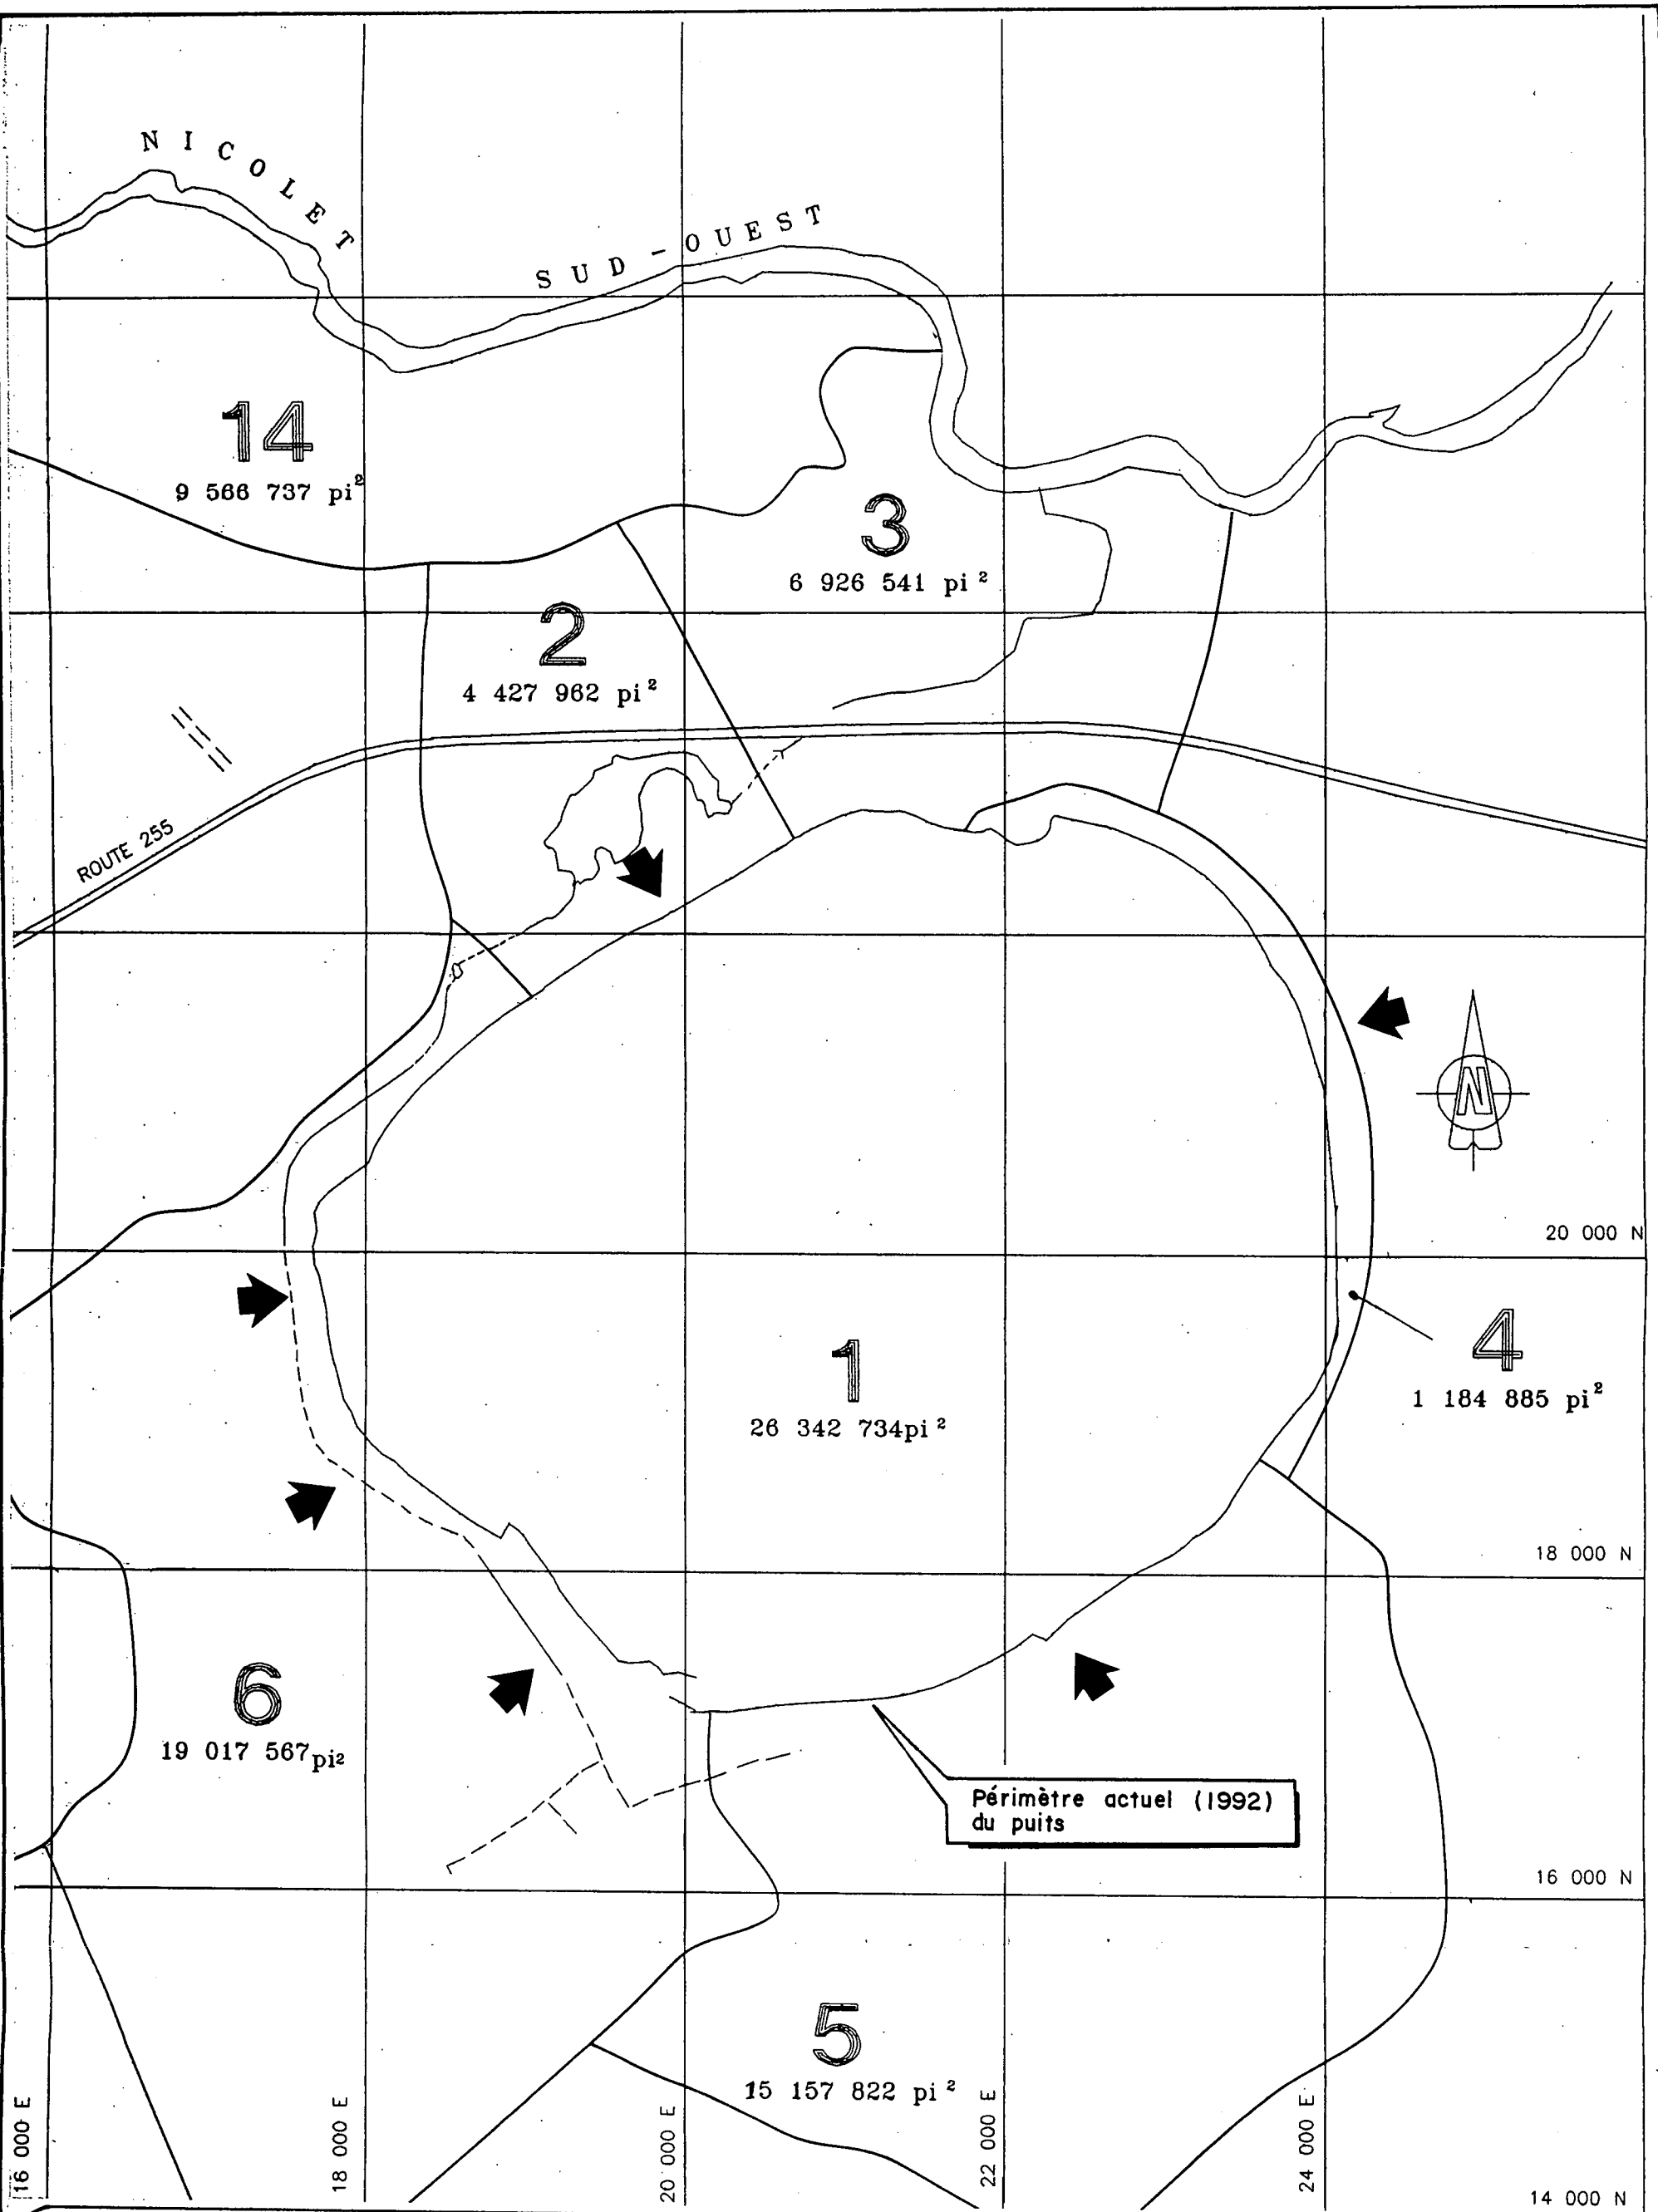 NICOLET
SUD-OUEST
14
9 566 737 pi²
3
6 926 541 pi²
2
4 427 962 pi²
ROUTE 255
N
20 000 N
1
26 342 734pi²
4
1 184 885 pi²
18 000 N
6
19 017 567pi²
Périmètre actuel (1992)
du puits
16 000 N
5
15 157 822 pi²
16 000 E
18 000 E
20 000 E
22 000 E
24 000 E
14 000 N